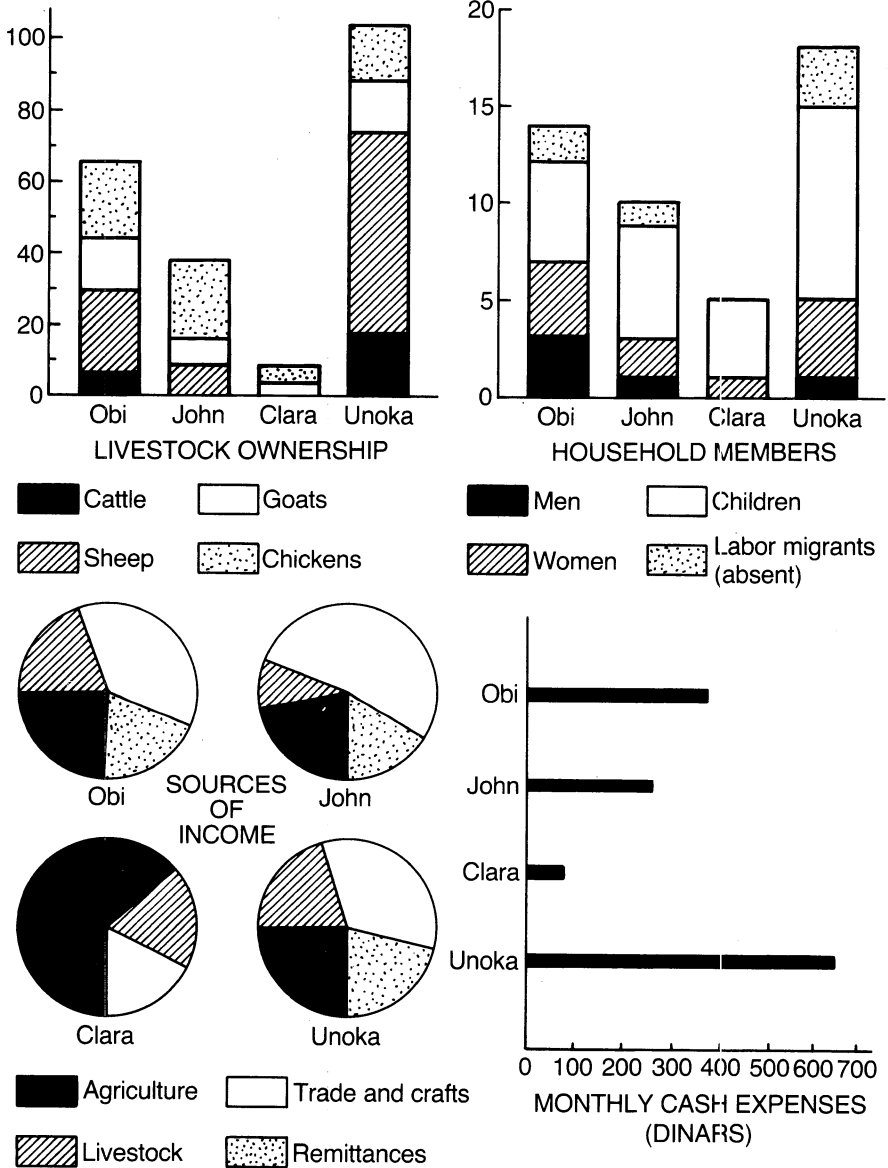 100
80
60
40
20
0
Obi John Clara Unoka
LIVESTOCK OWNERSHIP
Cattle Goats
Sheep Chickens
20
15
10
5
0
Obi John Clara Unoka
HOUSEHOLD MEMBERS
Men Children
Women Labor migrants
(absent)
Obi
John
SOURCES
OF
INCOME
Clara
Unoka
Agriculture Trade and crafts
Livestock Remittances
Obi
John
Clara
Unoka
0 100 200 300 400 500 600 700
MONTHLY CASH EXPENSES
(DINARS)